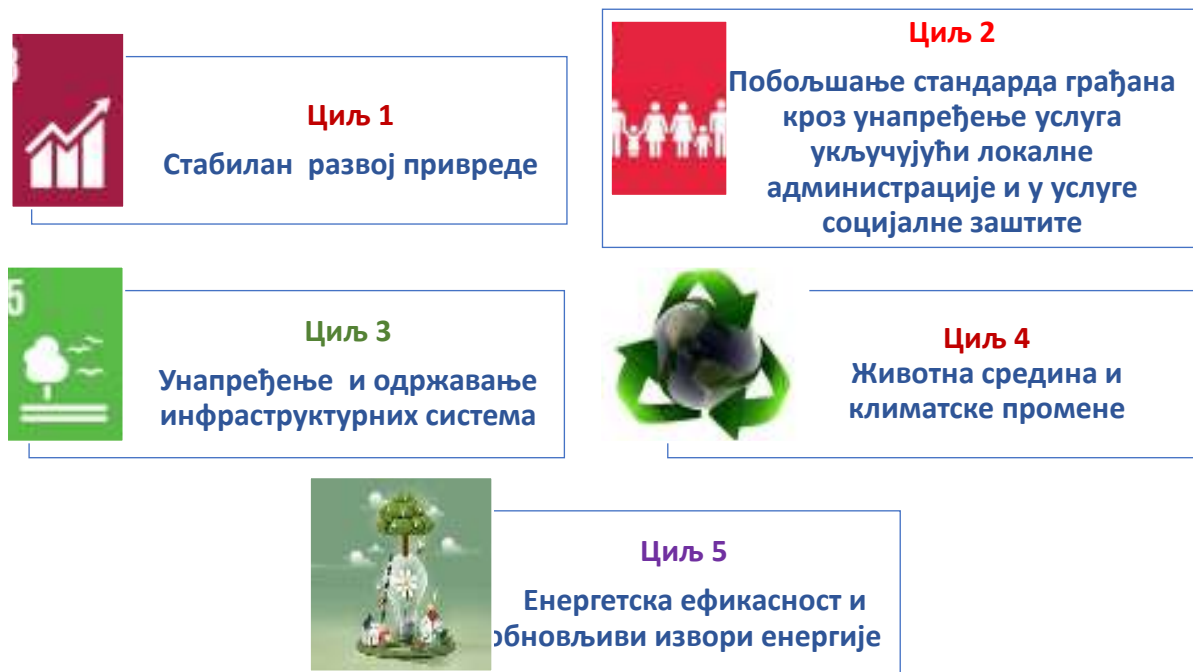 Циљ 1
Стабилан развој привреде
Циљ 2
Побољшање стандарда грађана
кроз унапређење услуга
укључујући локалне
администрације и у услуге
социјалне заштите
5
Циљ 3
Унапређење и одржавање
инфраструктурних система
Циљ 4
Животна средина и
климатске промене
Циљ 5
Енергетска ефикасност и
обновљиви извори енергије